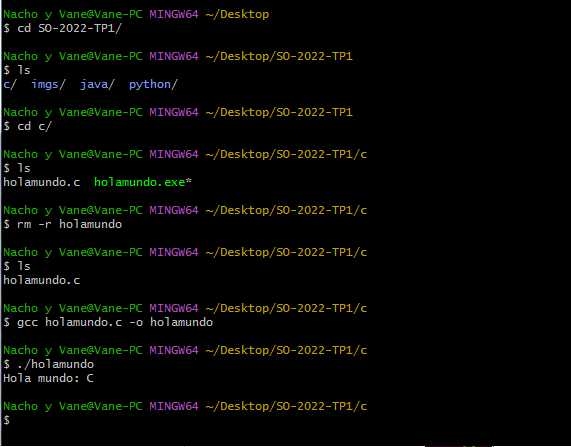 Nacho y Vane@Vane-PC MINGW64 ~/Desktop
$ cd SO-2022-TP1/
Nacho y Vane@Vane-PC MINGW64 ~/Desktop/SO-2022-TP1
$ ls
c/  imgs/  java/  python/
Nacho y Vane@Vane-PC MINGW64 ~/Desktop/SO-2022-TP1
$ cd c/
Nacho y Vane@Vane-PC MINGW64 ~/Desktop/SO-2022-TP1/c
$ ls
holamundo.c  holamundo.exe*
Nacho y Vane@Vane-PC MINGW64 ~/Desktop/SO-2022-TP1/c
$ rm -r holamundo
Nacho y Vane@Vane-PC MINGW64 ~/Desktop/SO-2022-TP1/c
$ ls
holamundo.c
Nacho y Vane@Vane-PC MINGW64 ~/Desktop/SO-2022-TP1/c
$ gcc holamundo.c -o holamundo
Nacho y Vane@Vane-PC MINGW64 ~/Desktop/SO-2022-TP1/c
$ ./holamundo
Hola mundo: C
Nacho y Vane@Vane-PC MINGW64 ~/Desktop/SO-2022-TP1/c
$